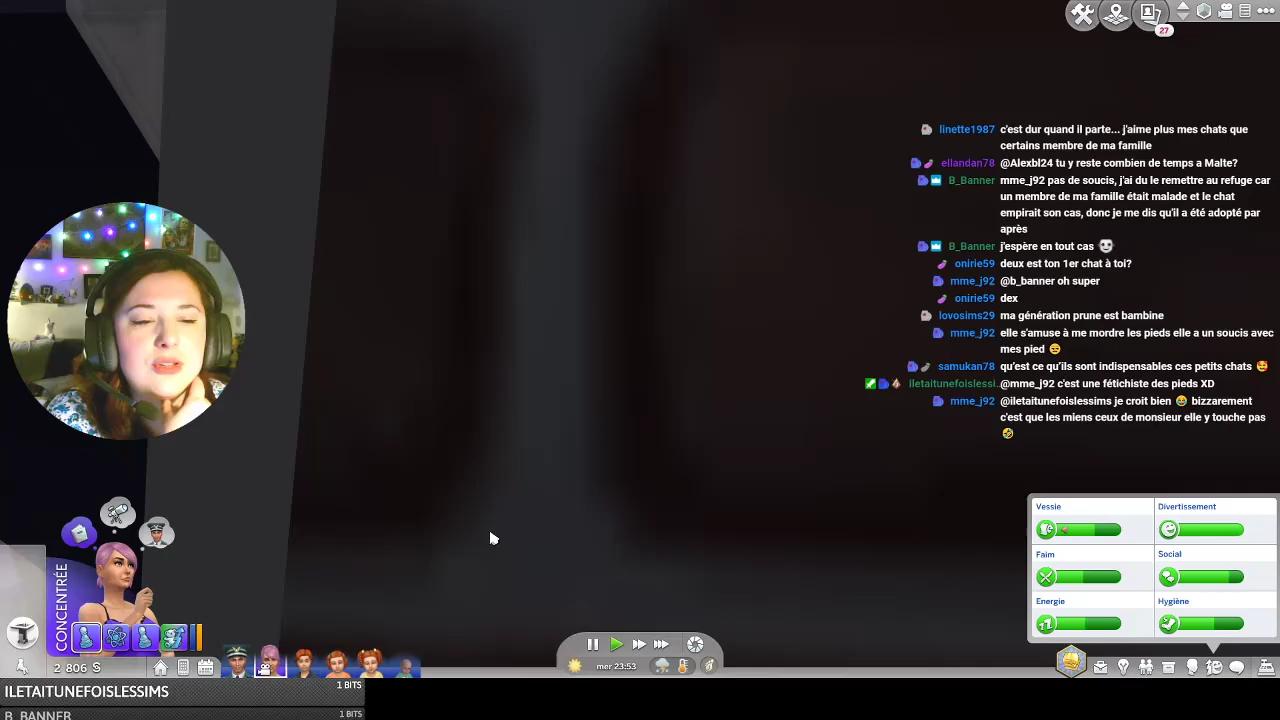 27
linette1987 c'est dur quand il parte... j'aime plus mes chats que
certains membre de ma famille
ellandan78 @Alexbl24 tu y reste combien de temps a Malte?
B_Banner mme_j92 pas de soucis, j'ai du le remettre au refuge car
un membre de ma famille était malade et le chat
empirait son cas, donc je me dis qu'il a été adopté par
après
B_Banner j'espère en tout cas
onirie59 deux est ton 1er chat à toi?
mme_j92 @b_banner oh super
onirie59 dex
lovosims29 ma génération prune est bambine
mme_j92 elle s'amuse à me mordre les pieds elle a un soucis avec
mes pied
samukan78 qu'est ce qu'ils sont indispensables ces petits chats
iletaitunefoislessi.. @mme_j92 c'est une fétichiste des pieds XD
mme_j92 @iletaitunefoislessims je croit bien bizzarement
c'est que les miens ceux de monsieur elle y touche pas
Vessie Divertissement
Faim Social
Energie Hygiène
CONCENTRÉE
2 806 S
mer 23:53
ILETAITUNEFOISLESSIMS 1 BITS
B_BANNER 1 BITS